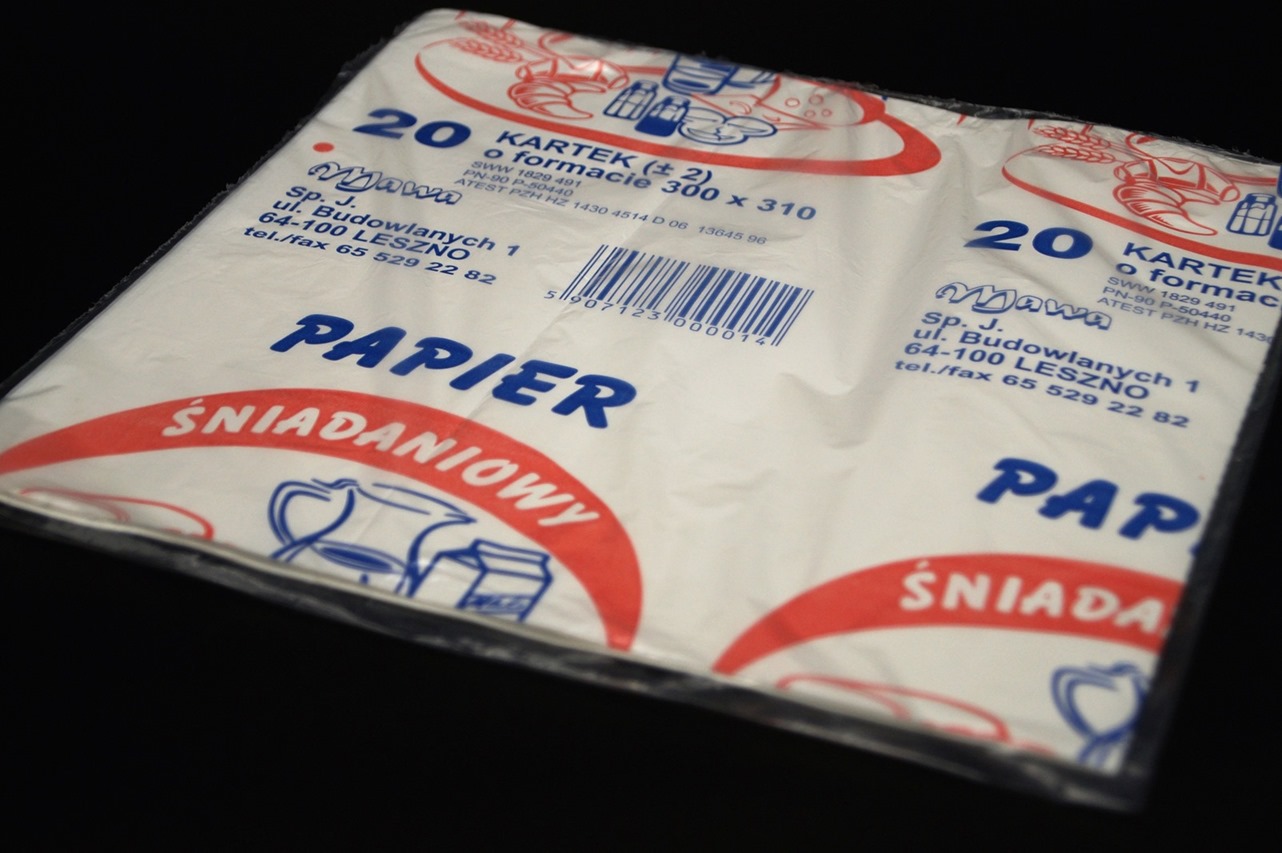 20 KARTEK (± 2)
o formacie 300 x 310
SWW 1829 491
PN-90 P-50440
ATEST PZH HZ 1430 4514 D 06 13645 96
Sp. J.
ul. Budowlanych 1
64-100 LESZNO
tel./fax 65 529 22 82
5 907123 000014
PAPIER
ŚNIADANIOWY
20 KARTEK
o formac
SWW 1829 491
PN-90 P-50440
ATEST PZH HZ 1430
Sp. J.
ul. Budowlanych 1
64-100 LESZNO
tel./fax 65 529 22 82
PAP
ŚNIADA